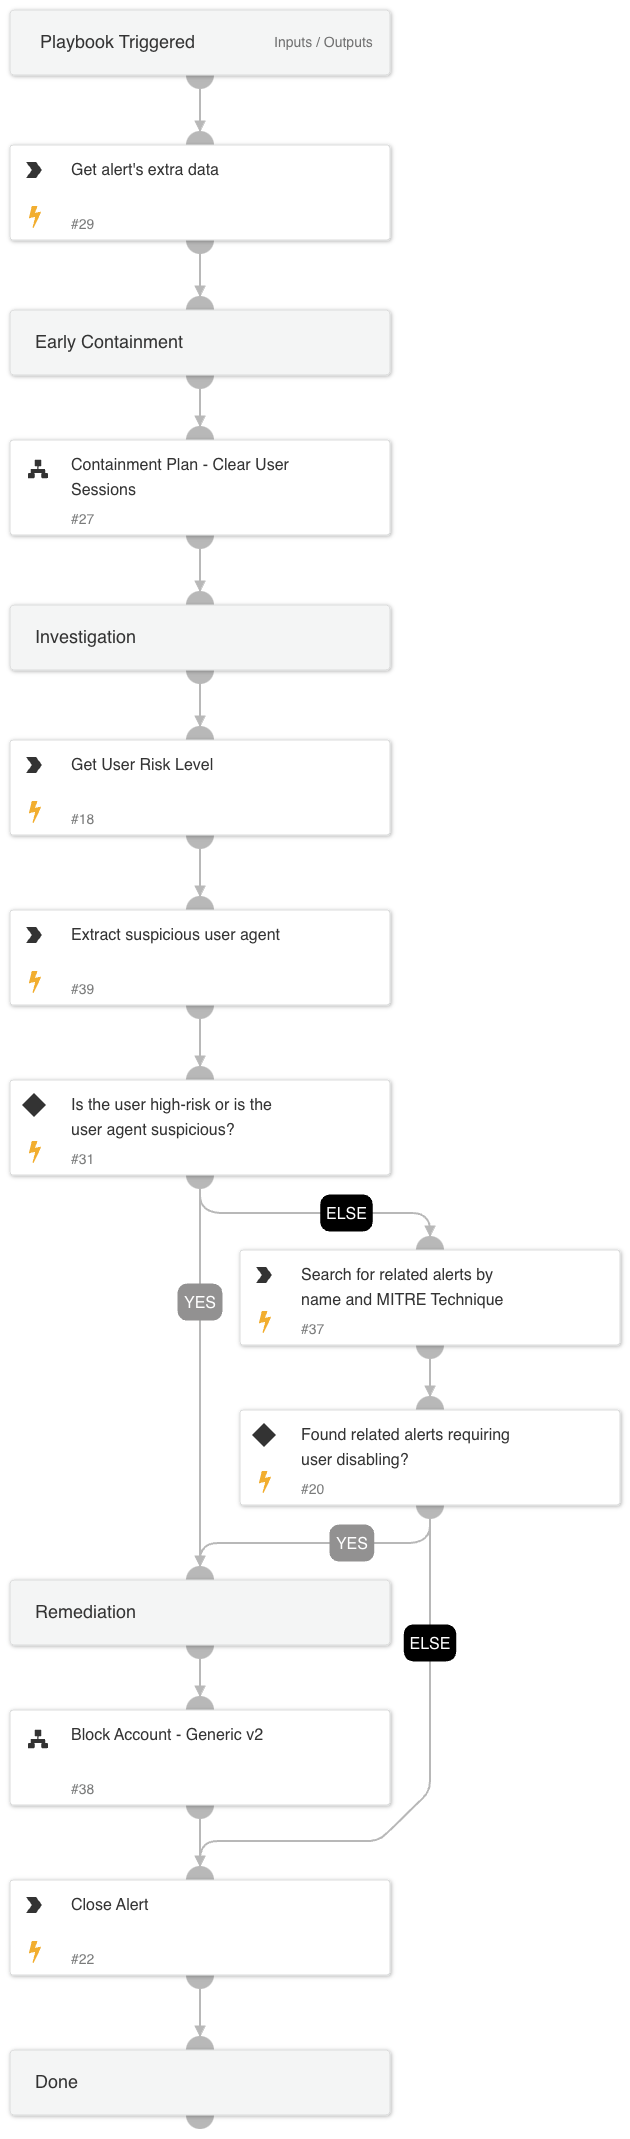 Playbook Triggered
Inputs / Outputs
Get alert's extra data
#29
Early Containment
Containment Plan - Clear User
Sessions
#27
Investigation
Get User Risk Level
#18
Extract suspicious user agent
#39
Is the user high-risk or is the
user agent suspicious?
#31
ELSE
YES
Search for related alerts by
name and MITRE Technique
#37
Found related alerts requiring
user disabling?
#20
YES
Remediation
ELSE
Block Account - Generic v2
#38
Close Alert
#22
Done